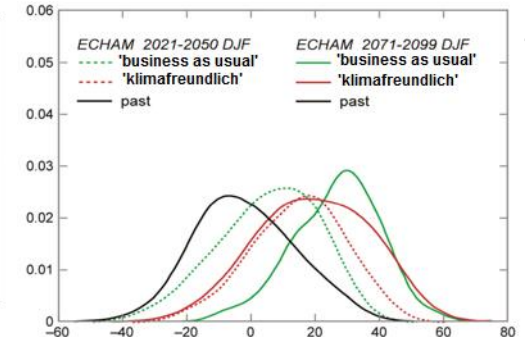 0.06
0.05
0.04
0.03
0.02
0.01
0
ECHAM 2021-2050 DJF
'business as usual'
'klimafreundlich'
past
ECHAM 2071-2099 DJF
'business as usual'
'klimafreundlich'
past
−60 −40 −20 0 20 40 60 80